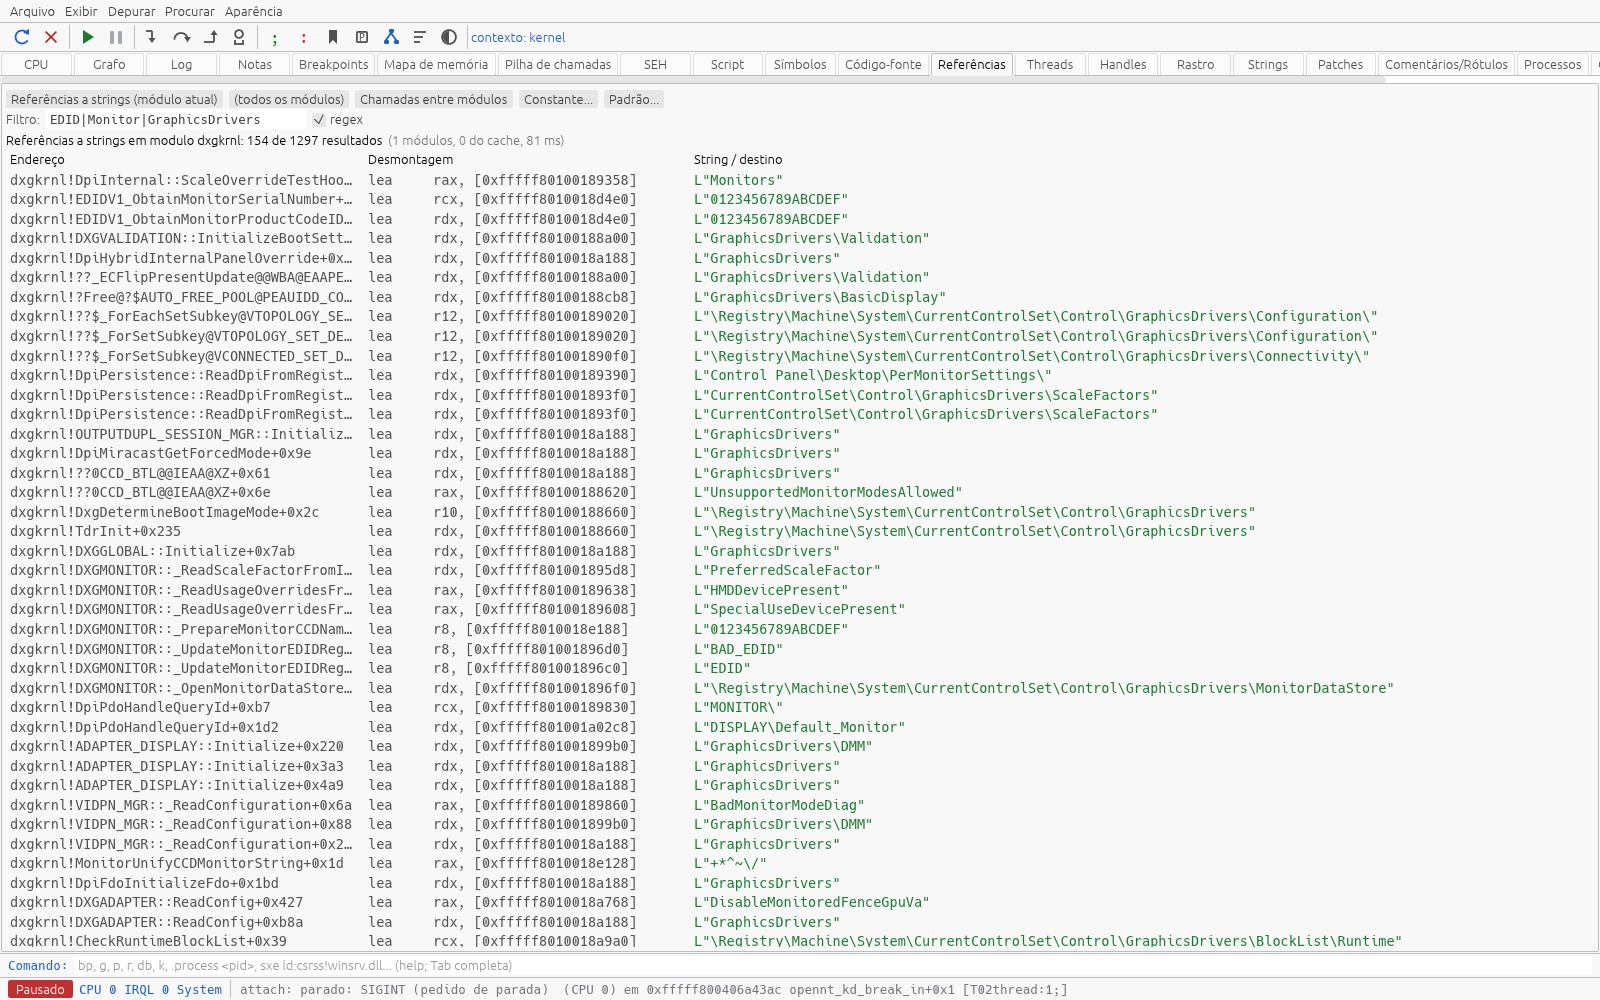 Arquivo Exibir Depurar Procurar Aparência
contexto: kernel
CPU Grafo Log Notas Breakpoints Mapa de memória Pilha de chamadas SEH Script Símbolos Código-fonte Referências Threads Handles Rastro Strings Patches Comentários/Rótulos Processos
Referências a strings (módulo atual) (todos os módulos) Chamadas entre módulos Constante... Padrão...
Filtro: EDID|Monitor|GraphicsDrivers regex
Referências a strings em modulo dxgkrnl: 154 de 1297 resultados (1 módulos, 0 do cache, 81 ms)
Endereço Desmontagem String / destino
dxgkrnl!DpiInternal::ScaleOverrideTestHoo… lea rax, [0xfffff80100189358] L"Monitors"
dxgkrnl!EDIDV1_ObtainMonitorSerialNumber+… lea rcx, [0xfffff8010018d4e0] L"0123456789ABCDEF"
dxgkrnl!EDIDV1_ObtainMonitorProductCodeID… lea rdx, [0xfffff8010018d4e0] L"0123456789ABCDEF"
dxgkrnl!DXGVALIDATION::InitializeBootSett… lea rdx, [0xfffff80100188a00] L"GraphicsDrivers\Validation"
dxgkrnl!DpiHybridInternalPanelOverride+0x… lea rdx, [0xfffff8010018a188] L"GraphicsDrivers"
dxgkrnl!??_ECFlipPresentUpdate@@WBA@EAAPE… lea rdx, [0xfffff80100188a00] L"GraphicsDrivers\Validation"
dxgkrnl!?Free@?$AUTO_FREE_POOL@PEAUIDD_CO… lea rdx, [0xfffff80100188cb8] L"GraphicsDrivers\BasicDisplay"
dxgkrnl!??$_ForEachSetSubkey@VTOPOLOGY_SE… lea r12, [0xfffff80100189020] L"\Registry\Machine\System\CurrentControlSet\Control\GraphicsDrivers\Configuration\"
dxgkrnl!??$_ForSetSubkey@VTOPOLOGY_SET_DE… lea r12, [0xfffff80100189020] L"\Registry\Machine\System\CurrentControlSet\Control\GraphicsDrivers\Configuration\"
dxgkrnl!??$_ForSetSubkey@VCONNECTED_SET_D… lea r12, [0xfffff801001890f0] L"\Registry\Machine\System\CurrentControlSet\Control\GraphicsDrivers\Connectivity\"
dxgkrnl!DpiPersistence::ReadDpiFromRegist… lea rdx, [0xfffff80100189390] L"Control Panel\Desktop\PerMonitorSettings\"
dxgkrnl!DpiPersistence::ReadDpiFromRegist… lea rdx, [0xfffff801001893f0] L"CurrentControlSet\Control\GraphicsDrivers\ScaleFactors"
dxgkrnl!DpiPersistence::ReadDpiFromRegist… lea rdx, [0xfffff801001893f0] L"CurrentControlSet\Control\GraphicsDrivers\ScaleFactors"
dxgkrnl!OUTPUTDUPL_SESSION_MGR::Initializ… lea rdx, [0xfffff8010018a188] L"GraphicsDrivers"
dxgkrnl!DpiMiracastGetForcedMode+0x9e lea rdx, [0xfffff8010018a188] L"GraphicsDrivers"
dxgkrnl!??0CCD_BTL@@IEAA@XZ+0x61 lea rdx, [0xfffff8010018a188] L"GraphicsDrivers"
dxgkrnl!??0CCD_BTL@@IEAA@XZ+0x6e lea rax, [0xfffff80100188620] L"UnsupportedMonitorModesAllowed"
dxgkrnl!DxgDetermineBootImageMode+0x2c lea r10, [0xfffff80100188660] L"\Registry\Machine\System\CurrentControlSet\Control\GraphicsDrivers"
dxgkrnl!TdrInit+0x235 lea rdx, [0xfffff80100188660] L"\Registry\Machine\System\CurrentControlSet\Control\GraphicsDrivers"
dxgkrnl!DXGGLOBAL::Initialize+0x7ab lea rdx, [0xfffff8010018a188] L"GraphicsDrivers"
dxgkrnl!DXGMONITOR::_ReadScaleFactorFromI… lea rdx, [0xfffff801001895d8] L"PreferredScaleFactor"
dxgkrnl!DXGMONITOR::_ReadUsageOverridesFr… lea rax, [0xfffff80100189638] L"HMDDevicePresent"
dxgkrnl!DXGMONITOR::_ReadUsageOverridesFr… lea rax, [0xfffff80100189608] L"SpecialUseDevicePresent"
dxgkrnl!DXGMONITOR::_PrepareMonitorCCDNam… lea r8, [0xfffff8010018e188] L"0123456789ABCDEF"
dxgkrnl!DXGMONITOR::_UpdateMonitorEDIDReg… lea r8, [0xfffff801001896d0] L"BAD_EDID"
dxgkrnl!DXGMONITOR::_UpdateMonitorEDIDReg… lea r8, [0xfffff801001896c0] L"EDID"
dxgkrnl!DXGMONITOR::_OpenMonitorDataStore… lea rdx, [0xfffff801001896f0] L"\Registry\Machine\System\CurrentControlSet\Control\GraphicsDrivers\MonitorDataStore"
dxgkrnl!DpiPdoHandleQueryId+0xb7 lea rcx, [0xfffff80100189830] L"MONITOR\"
dxgkrnl!DpiPdoHandleQueryId+0x1d2 lea rdx, [0xfffff801001a02c8] L"DISPLAY\Default_Monitor"
dxgkrnl!ADAPTER_DISPLAY::Initialize+0x220 lea rdx, [0xfffff801001899b0] L"GraphicsDrivers\DMM"
dxgkrnl!ADAPTER_DISPLAY::Initialize+0x3a3 lea rdx, [0xfffff8010018a188] L"GraphicsDrivers"
dxgkrnl!ADAPTER_DISPLAY::Initialize+0x4a9 lea rdx, [0xfffff8010018a188] L"GraphicsDrivers"
dxgkrnl!VIDPN_MGR::_ReadConfiguration+0x6a lea rax, [0xfffff80100189860] L"BadMonitorModeDiag"
dxgkrnl!VIDPN_MGR::_ReadConfiguration+0x88 lea rdx, [0xfffff801001899b0] L"GraphicsDrivers\DMM"
dxgkrnl!VIDPN_MGR::_ReadConfiguration+0x2… lea rdx, [0xfffff8010018a188] L"GraphicsDrivers"
dxgkrnl!MonitorUnifyCCDMonitorString+0x1d lea rax, [0xfffff8010018e128] L"+*^~\/"
dxgkrnl!DpiFdoInitializeFdo+0x1bd lea rdx, [0xfffff8010018a188] L"GraphicsDrivers"
dxgkrnl!DXGADAPTER::ReadConfig+0x427 lea rax, [0xfffff8010018a768] L"DisableMonitoredFenceGpuVa"
dxgkrnl!DXGADAPTER::ReadConfig+0xb8a lea rdx, [0xfffff8010018a188] L"GraphicsDrivers"
dxgkrnl!CheckRuntimeBlockList+0x39 lea rcx, [0xfffff8010018a9a0] L"\Registry\Machine\System\CurrentControlSet\Control\GraphicsDrivers\BlockList\Runtime"
Comando: bp, g, p, r, db, k, .process <pid>, sxe ld:csrss!winsrv.dll... (help; Tab completa)
Pausado CPU 0 IRQL 0 System attach: parado: SIGINT (pedido de parada) (CPU 0) em 0xfffff800406a43ac opennt_kd_break_in+0x1 [T02thread:1;]